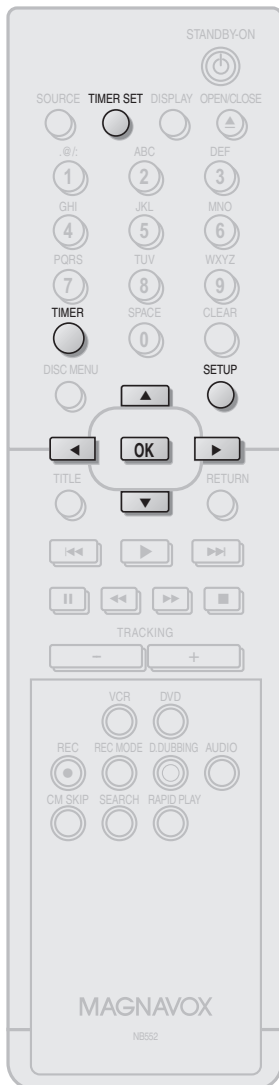 STANDBY-ON
SOURCE TIMER SET DISPLAY OPEN/CLOSE
.@/: ABC DEF
1 2 3
GHI JKL MNO
4 5 6
PQRS TUV WXYZ
7 8 9
TIMER SPACE CLEAR
0
DISC MENU SETUP
OK
TITLE RETURN
TRACKING
- +
VCR DVD
REC REC MODE D.DUBBING AUDIO
CM SKIP SEARCH RAPID PLAY
MAGNAVOX
NB552